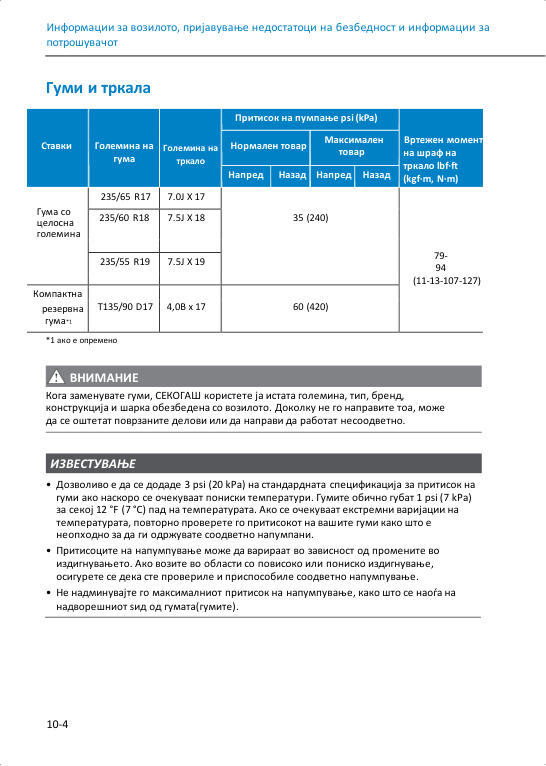 Информации за возилото, пријавување недостатоци на безбедност и информации за
потрошувачот
Гуми и тркала
Ставки
Големина на
гума
Големина на
тркало
Притисок на пумпање psi (kPa)
Нормален товар
Максимален
товар
Напред
Назад
Напред
Назад
Вртежен момент
на шраф на
тркало lbf·ft
(kgf·m, N·m)
Гума со
целосна
големина
235/65 R17
7.0J X 17
235/60 R18
7.5J X 18
235/55 R19
7.5J X 19
35 (240)
79-
94
(11-13-107-127)
Компактна
резервна
гума*1
T135/90 D17
4,0B x 17
60 (420)
*1 ако е опремено
ВНИМАНИЕ
Кога заменувате гуми, СЕКОГАШ користете ја истата големина, тип, бренд,
конструкција и шарка обезбедена со возилото. Доколку не го направите тоа, може
да се оштетат поврзаните делови или да направи да работат несоодветно.
ИЗВЕСТУВАЊЕ
• Дозволиво е да се додаде 3 psi (20 kPa) на стандардната спецификација за притисок на
гуми ако наскоро се очекуваат пониски температури. Гумите обично губат 1 psi (7 kPa)
за секој 12 °F (7 °C) пад на температурата. Ако се очекуваат екстремни варијации на
температурата, повторно проверете го притисокот на вашите гуми како што е
неопходно за да ги одржувате соодветно напумпани.
• Притисоците на напумпување може да варираат во зависност од промените во
издигнувањето. Ако возите во области со повисоко или пониско издигнување,
осигурете се дека сте провериле и приспособиле соодветно напумпување.
• Не надминувајте го максималниот притисок на напумпување, како што се наоѓа на
надворешниот ѕид од гумата(гумите).
10-4